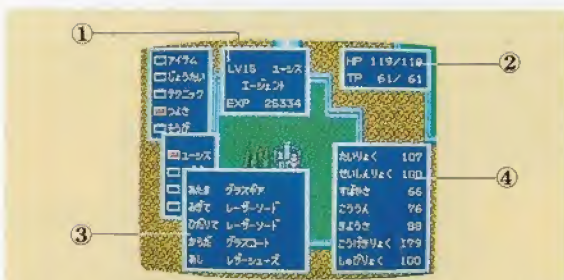 ①
アイテム
じょうたい
テクニック
つよさ
そうび
LV15 ユーシス
エージェント
EXP 26334
HP 119/119
TP 61/ 61
②
ユーシス
③
あたま グラスギア
みぎて レーザーソード
ひだりて レーザーソード
からだ グラスコート
あし レザーシューズ
たいりょく 107
せいしんりょく 100
すばやさ 66
こううん 76
きようさ 88
こうげきりょく 179
しゅびりょく 100
④